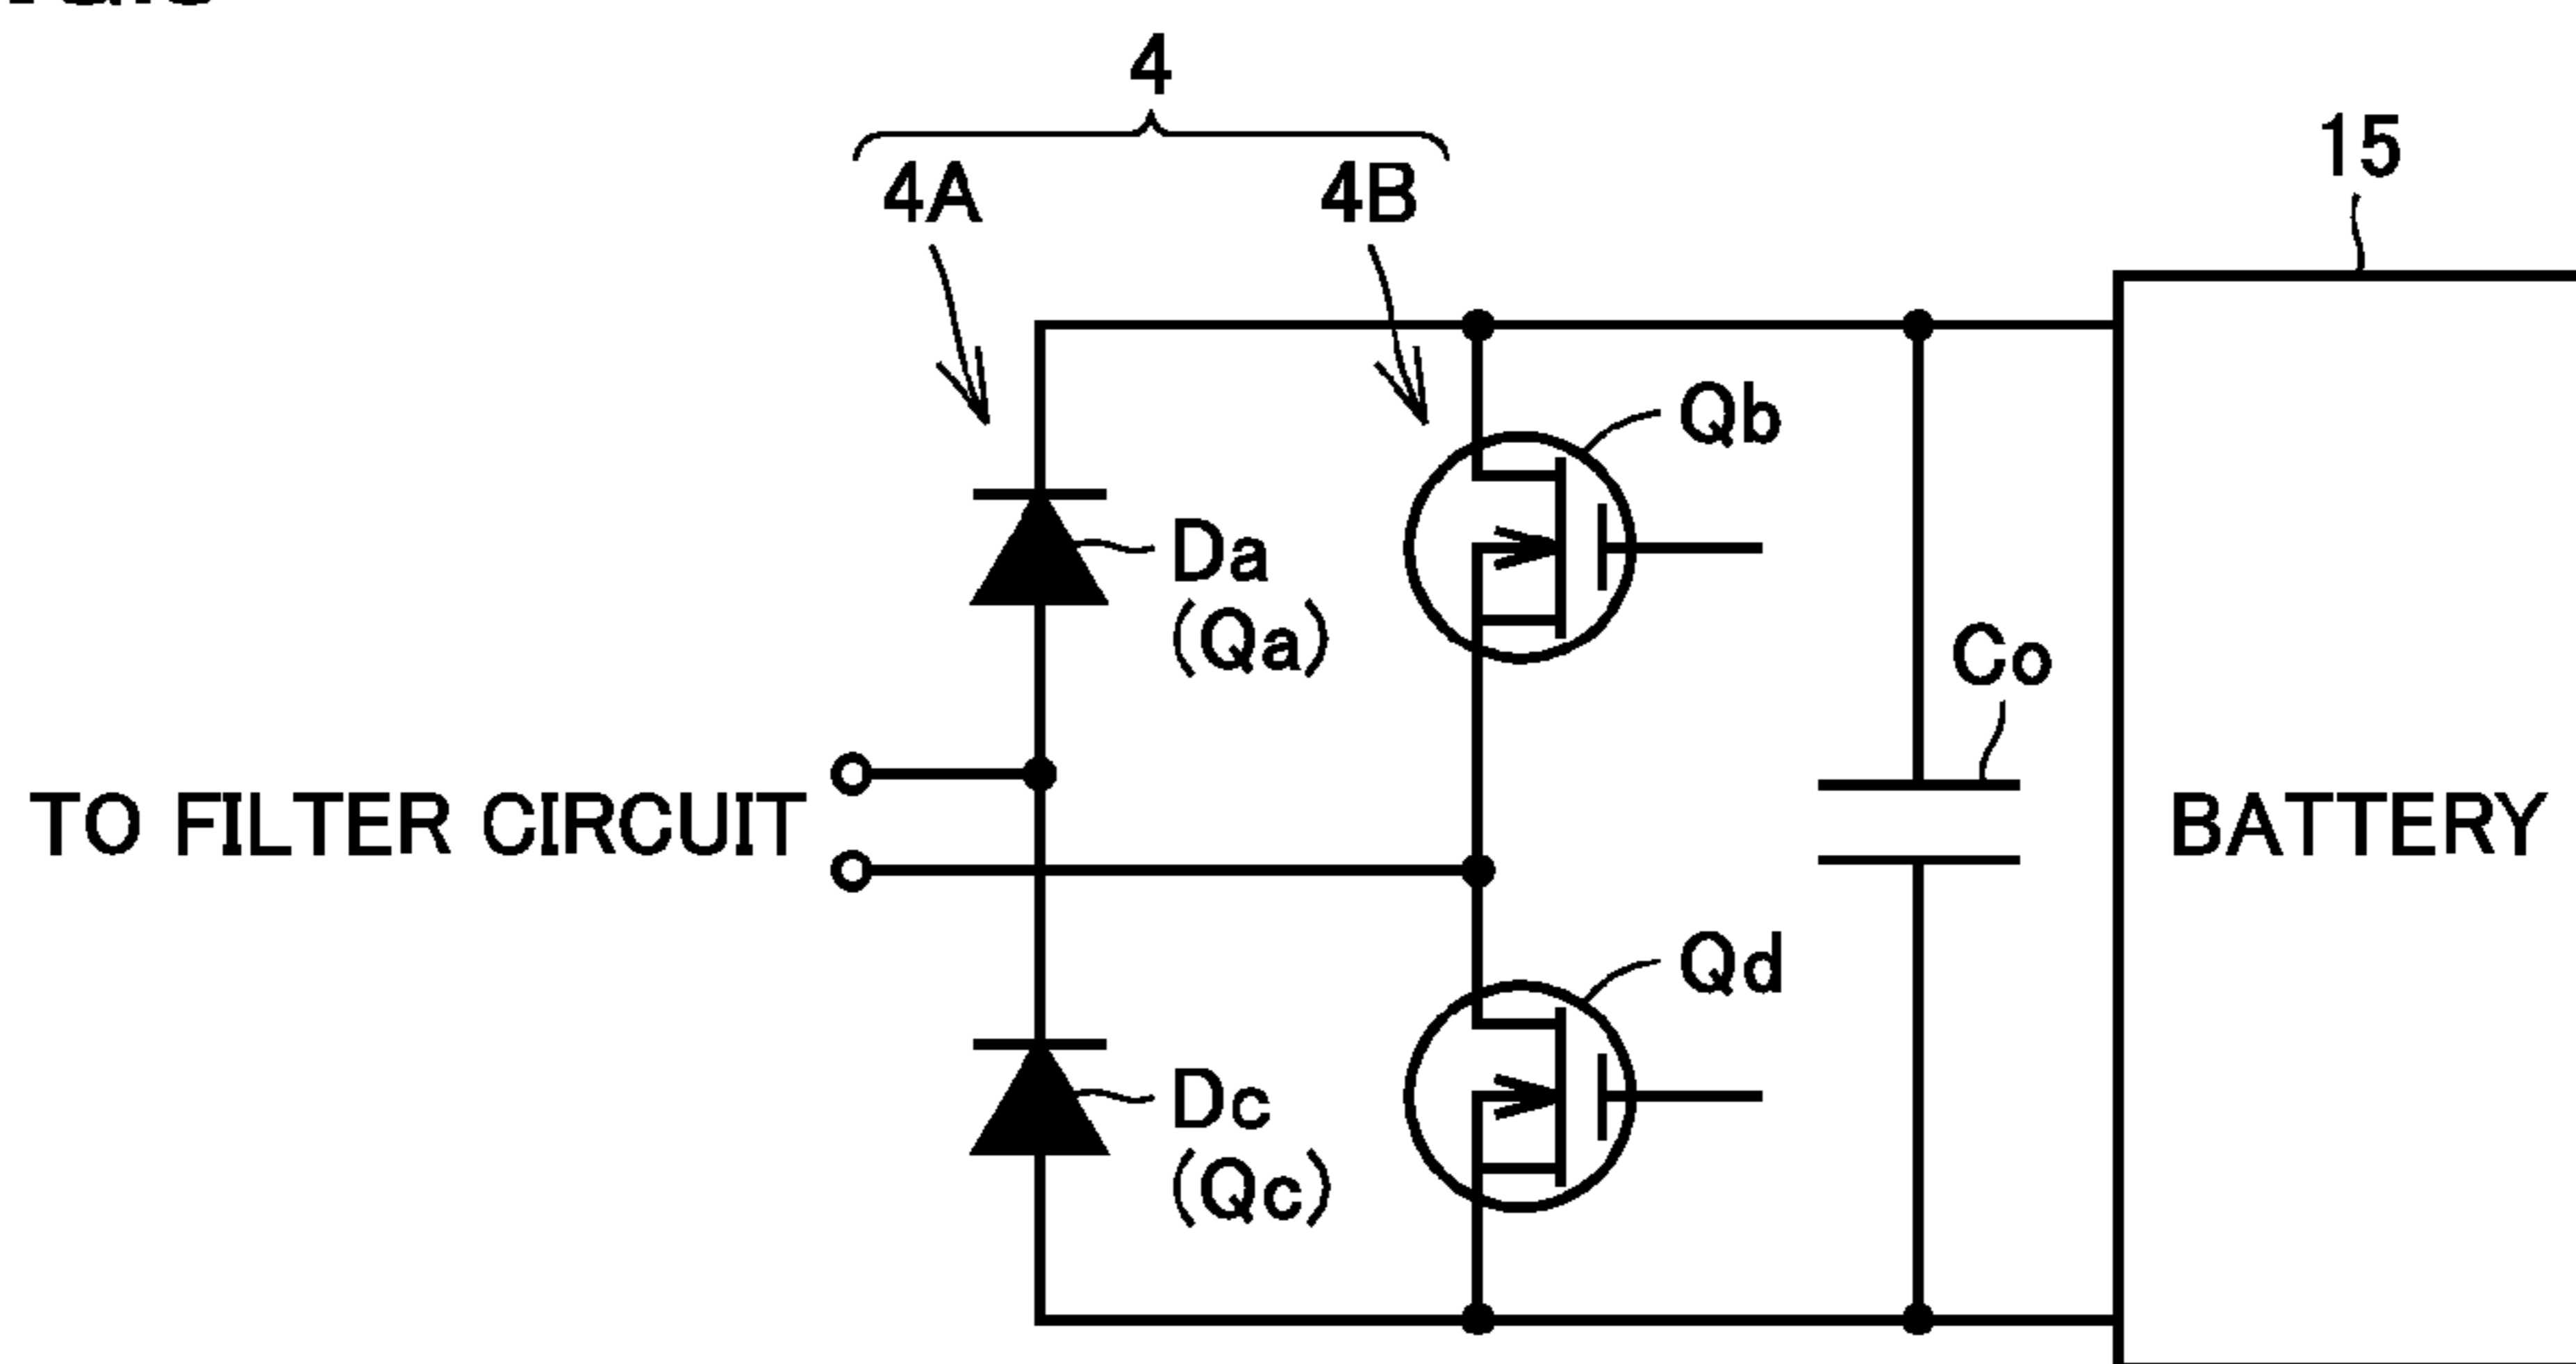 4
4A
4B
15
Qb
Da
(Qa)
Co
TO FILTER CIRCUIT
BATTERY
Qd
Dc
(Qc)